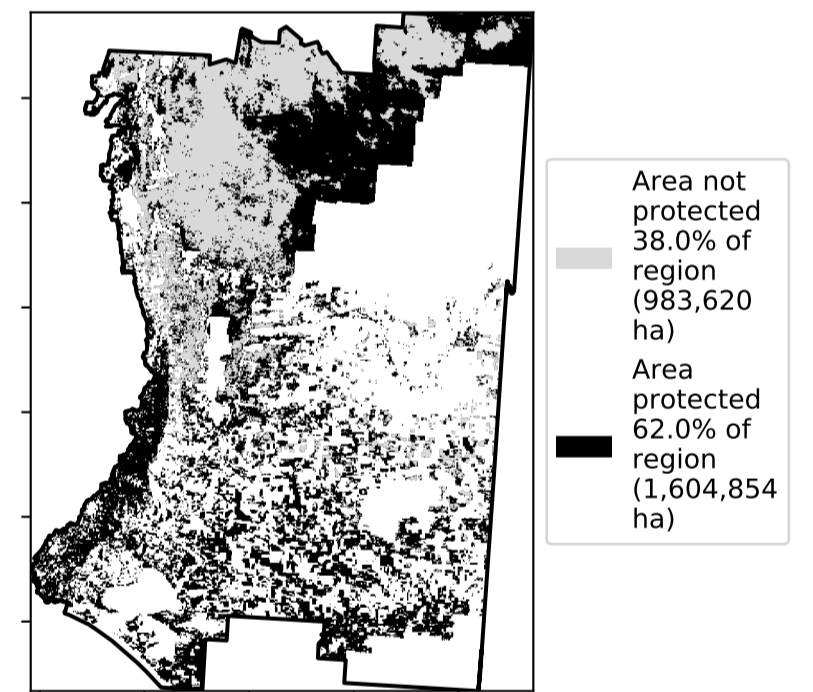 Area not
protected
38.0% of
region
(983,620
ha)
Area
protected
62.0% of
region
(1,604,854
ha)